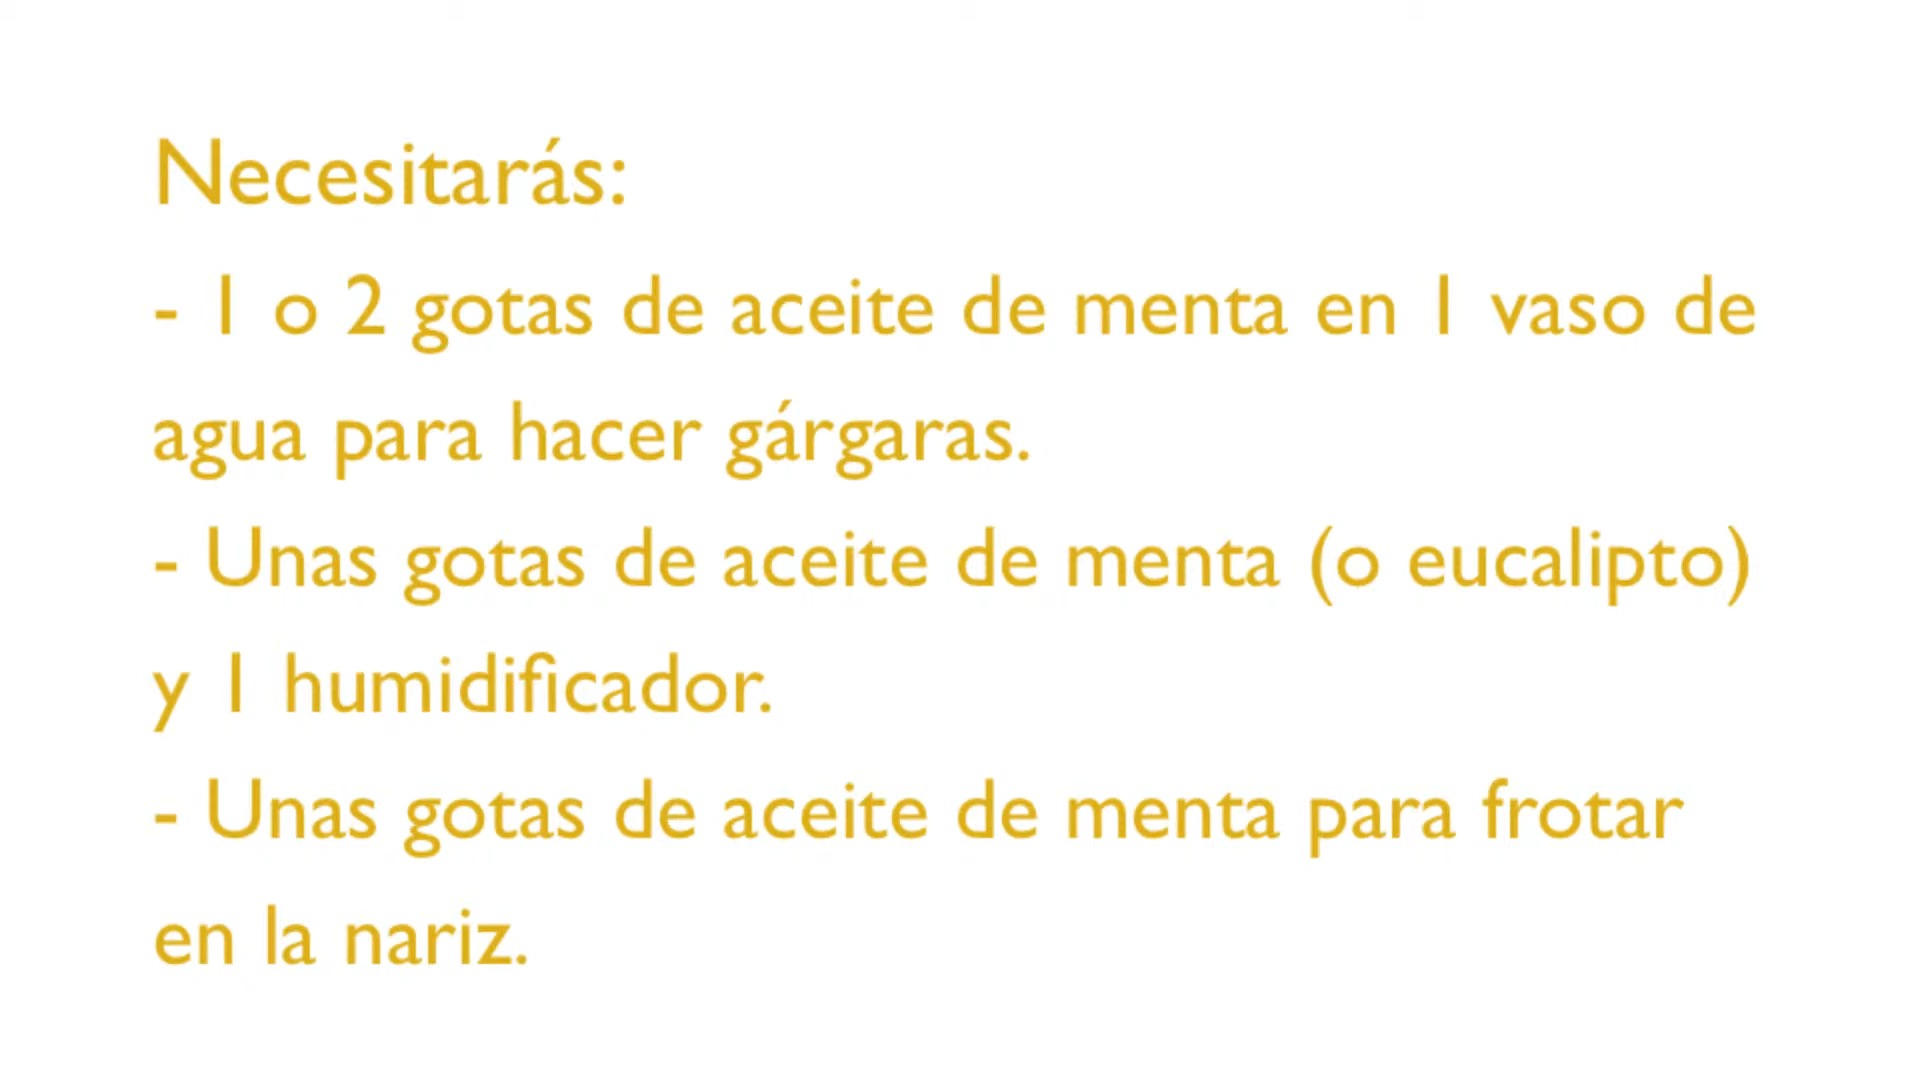 Necesitarás:
- 1 o 2 gotas de aceite de menta en 1 vaso de
agua para hacer gárgaras.
- Unas gotas de aceite de menta (o eucalipto)
y 1 humidificador.
- Unas gotas de aceite de menta para frotar
en la nariz.